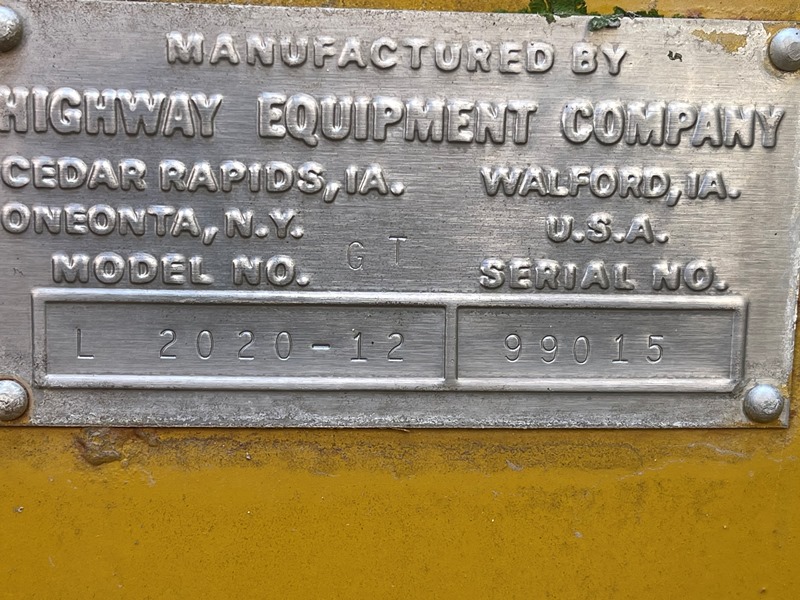 MANUFACTURED BY
HIGHWAY EQUIPMENT COMPANY
CEDAR RAPIDS, IA. WALFORD, IA.
ONEONTA, N.Y. U.S.A.
MODEL NO. GT SERIAL NO.
L 2020-12 99015